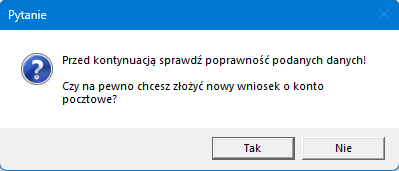 Pytanie
Przed kontynuacją sprawdź poprawność podanych danych!
Czy na pewno chcesz złożyć nowy wniosek o konto
pocztowe?
Tak
Nie